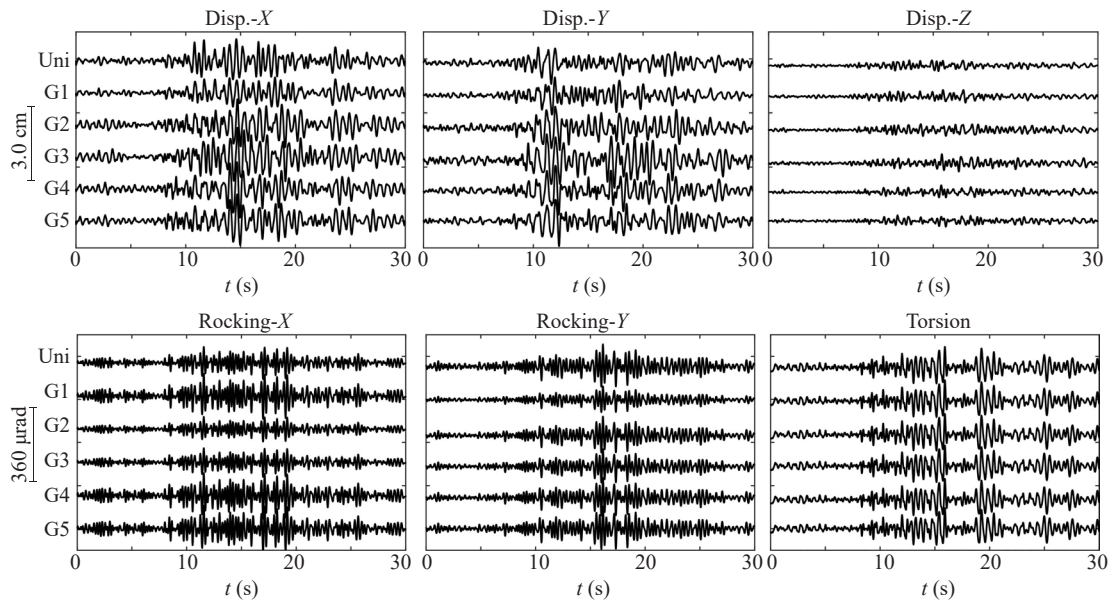 Disp.-X Disp.-Y Disp.-Z
Uni
G1
G2
G3
G4
G5
3.0 cm
0 10 20 30 0 10 20 30 0 10 20 30
t (s) t (s) t (s)
Rocking-X Rocking-Y Torsion
Uni
G1
G2
G3
G4
G5
360 μrad
0 10 20 30 0 10 20 30 0 10 20 30
t (s) t (s) t (s)